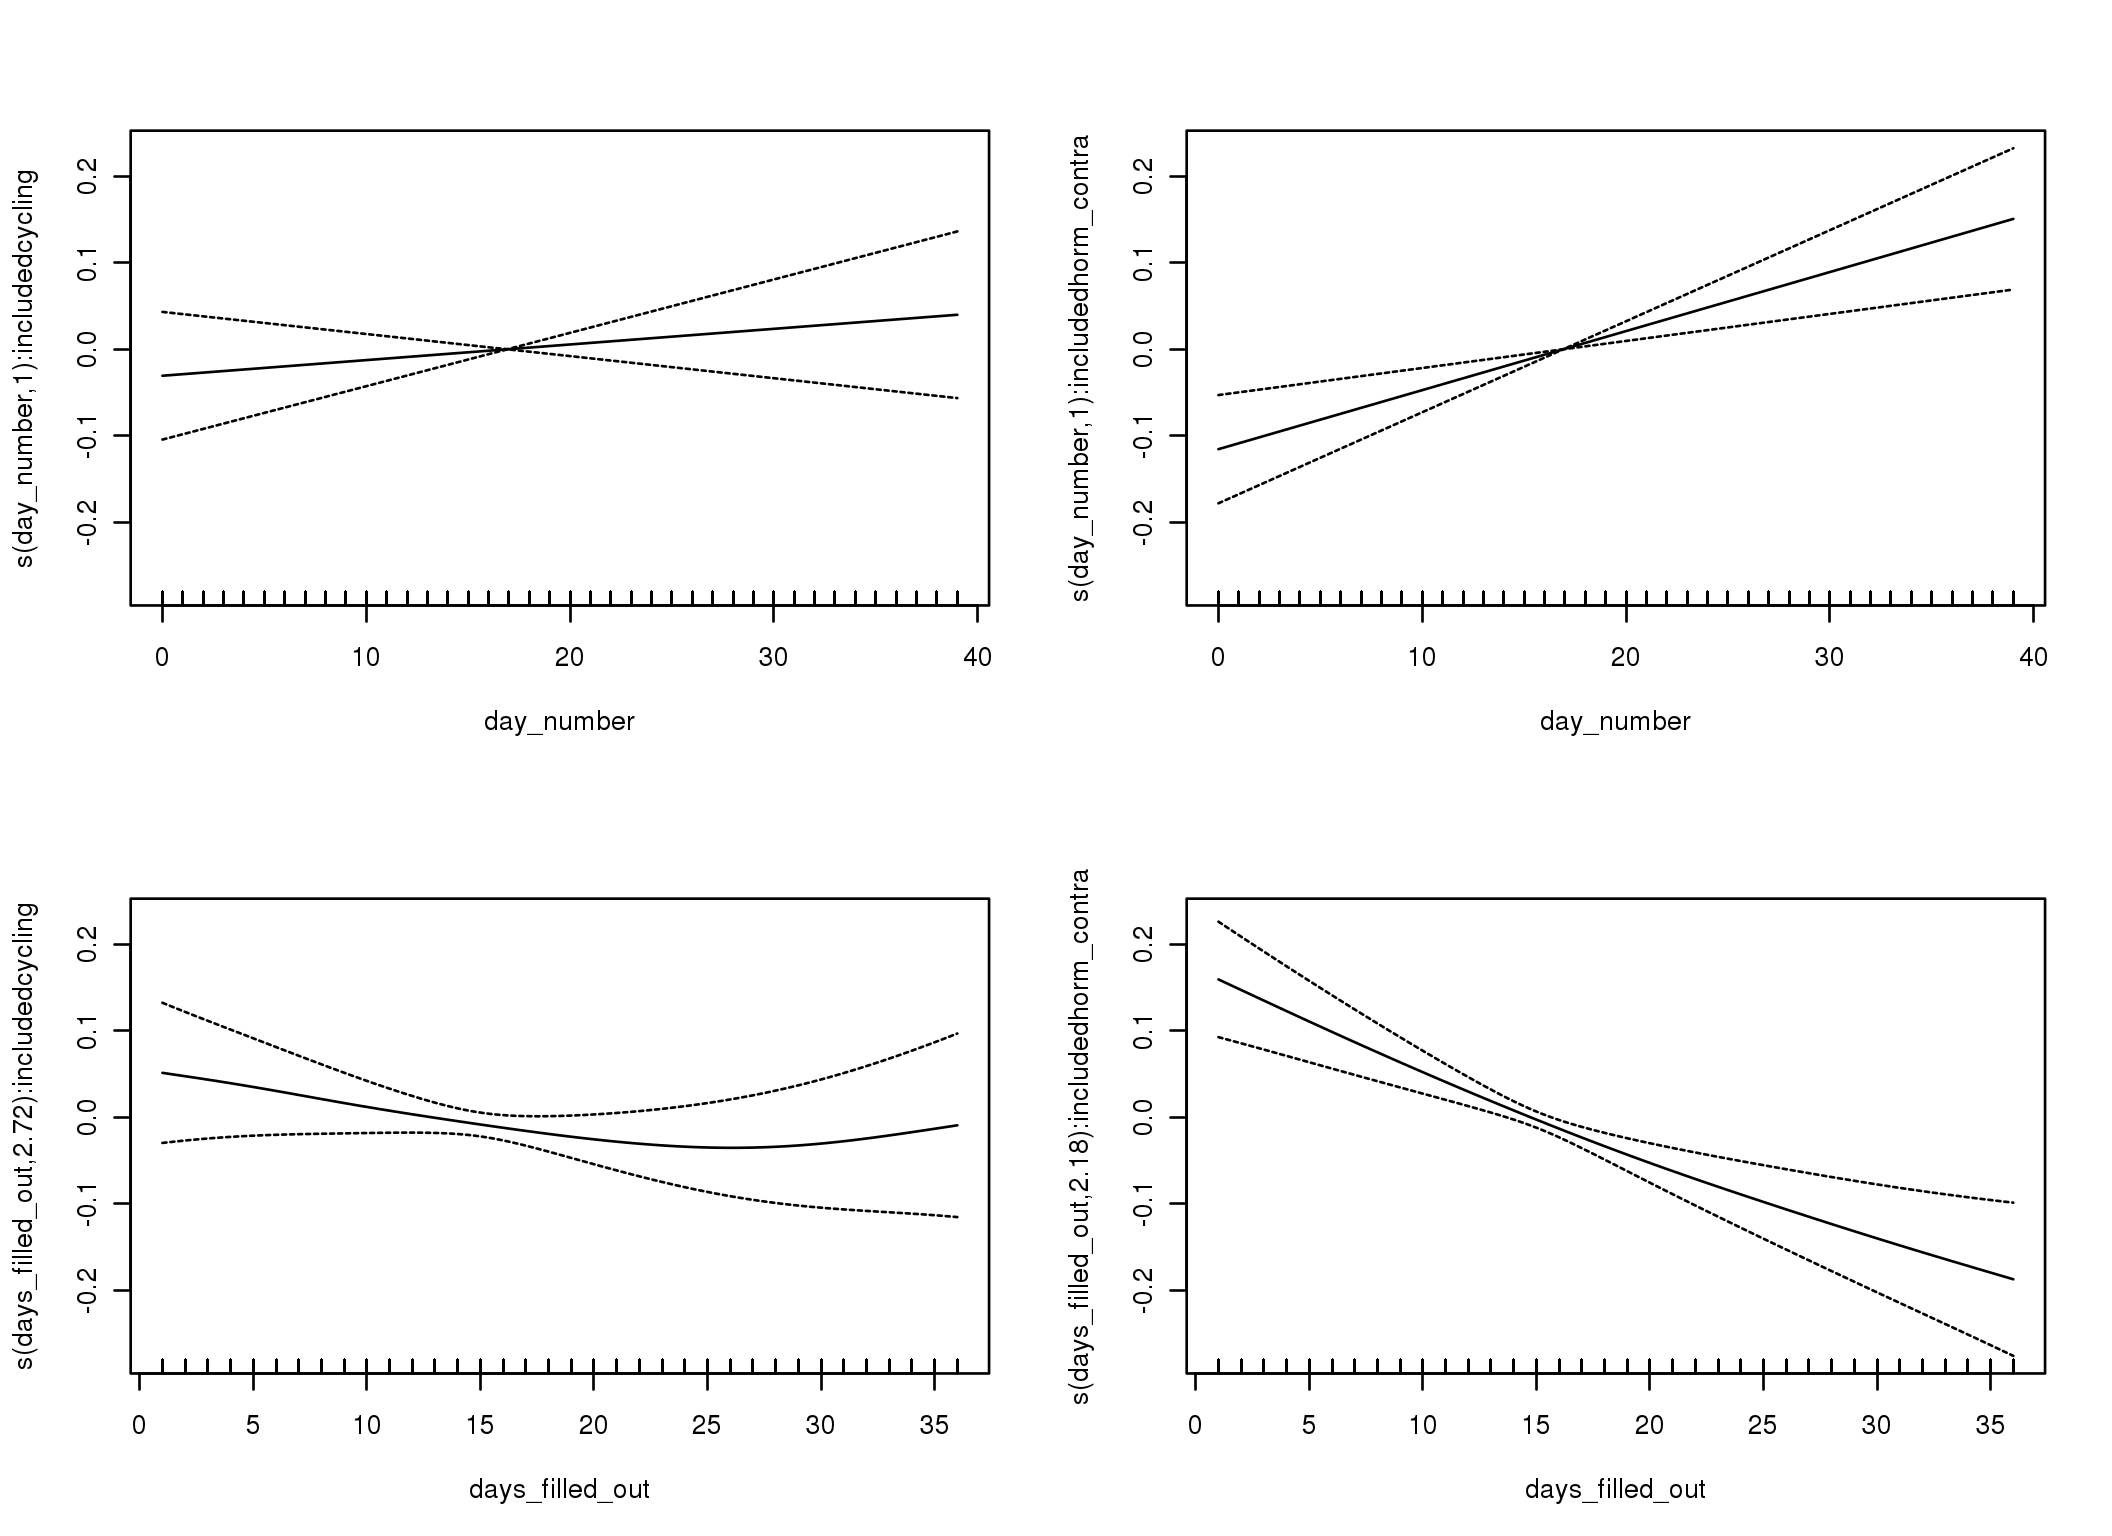 s(day_number,1):includedcycling
0.2
0.1
0.0
-0.1
-0.2
0 10 20 30 40
day_number
s(day_number,1):includedhorm_contra
0.2
0.1
0.0
-0.1
-0.2
0 10 20 30 40
day_number
s(days_filled_out,2.72):includedcycling
0.2
0.1
0.0
-0.1
-0.2
0 5 10 15 20 25 30 35
days_filled_out
s(days_filled_out,2.18):includedhorm_contra
0.2
0.1
0.0
-0.1
-0.2
0 5 10 15 20 25 30 35
days_filled_out